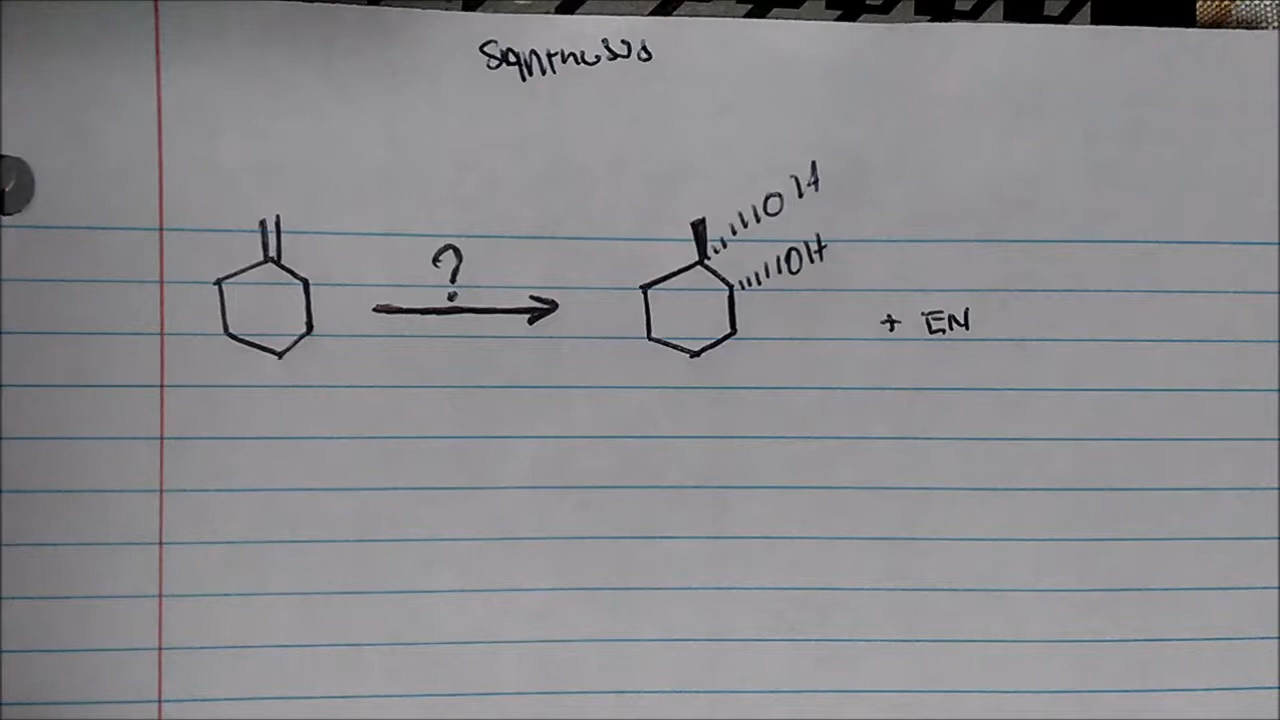 Synthesis
OH
?
OH
+ EN